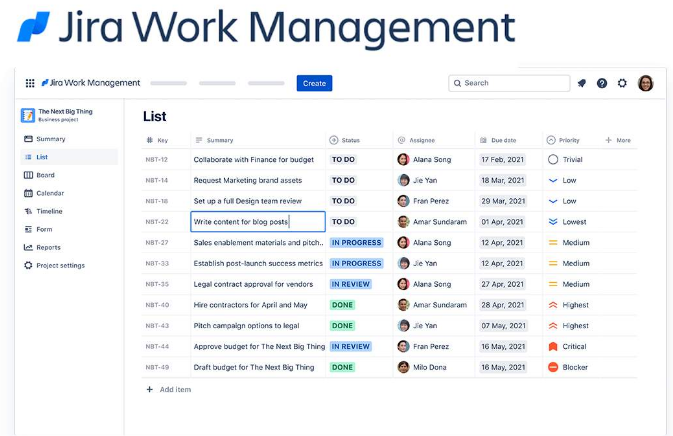 Jira Work Management
Jira Work Management Create Search
The Next Big Thing
Business project
Summary
List
Board
Calendar
Timeline
Form
Reports
Project settings
List
Key Summary Status Assignee Due date Priority More
NBT-12 Collaborate with Finance for budget TO DO Alana Song 17 Feb, 2021 Trivial
NBT-14 Request Marketing brand assets TO DO Jie Yan 18 Mar, 2021 Low
NBT-18 Set up a full Design team review TO DO Fran Perez 29 Mar, 2021 Low
NBT-22 Write content for blog posts TO DO Amar Sundaram 01 Apr, 2021 Lowest
NBT-27 Sales enablement materials and pitch.. IN PROGRESS Alana Song 12 Apr, 2021 Medium
NBT-33 Establish post-launch success metrics IN PROGRESS Jie Yan 12 Apr, 2021 Medium
NBT-35 Legal contract approval for vendors IN REVIEW Alana Song 27 Apr, 2021 Medium
NBT-40 Hire contractors for April and May DONE Amar Sundaram 28 Apr, 2021 Highest
NBT-43 Pitch campaign options to legal DONE Jie Yan 07 May, 2021 Highest
NBT-44 Approve budget for The Next Big Thing IN REVIEW Fran Perez 16 May, 2021 Critical
NBT-49 Draft budget for The Next Big Thing DONE Milo Dona 16 May, 2021 Blocker
+ Add item